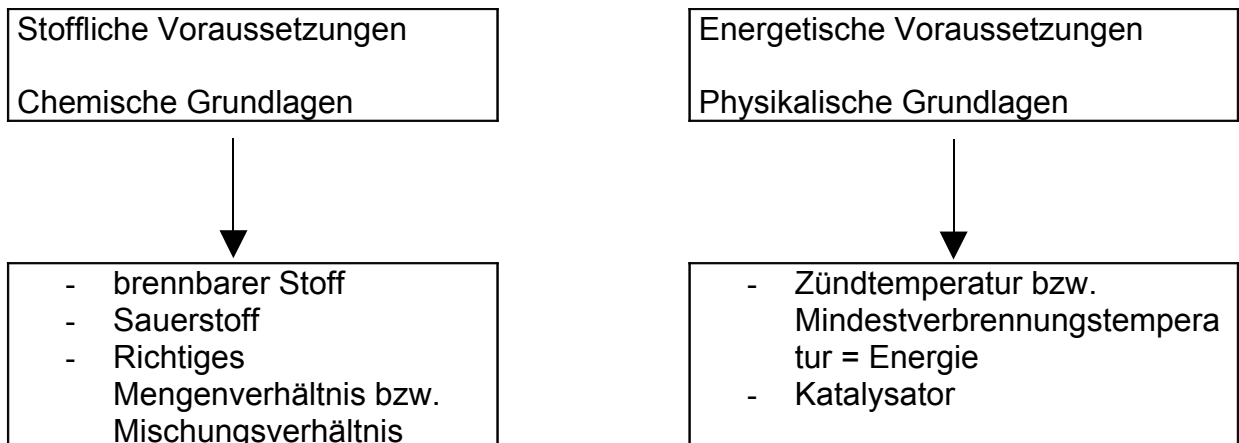 Stoffliche Voraussetzungen
Chemische Grundlagen
Energetische Voraussetzungen
Physikalische Grundlagen
- brennbarer Stoff
- Sauerstoff
- Richtiges
Mengenverhältnis bzw.
Mischungsverhältnis
- Zündtemperatur bzw.
Mindestverbrennungstempera
tur = Energie
- Katalysator